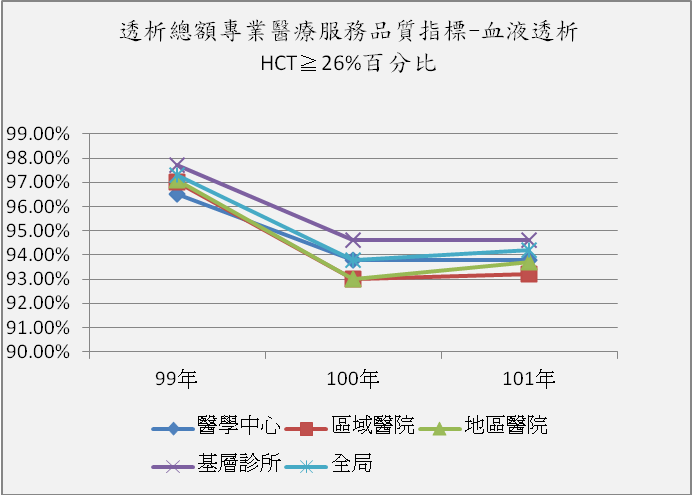 透析總額專業醫療服務品質指標-血液透析
HCT≧26%百分比
99.00%
98.00%
97.00%
96.00%
95.00%
94.00%
93.00%
92.00%
91.00%
90.00%
99年 100年 101年
醫學中心 區域醫院 地區醫院
基層診所 全局